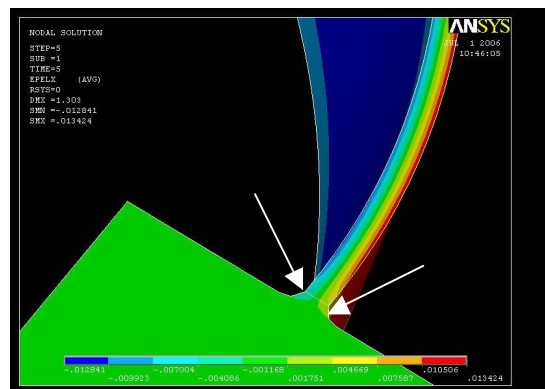 NODAL SOLUTION
STEP=5
SUB =1
TIME=5
EPELX (AVG)
RSYS=0
DMX =1.303
SMN =-.012841
SMX =.013424
ANSYS
JUL 1 2006
10:46:05
-.012841 -.007004 -.001168 .004669 .010506
-.009923 -.004086 .001751 .007587 .013424